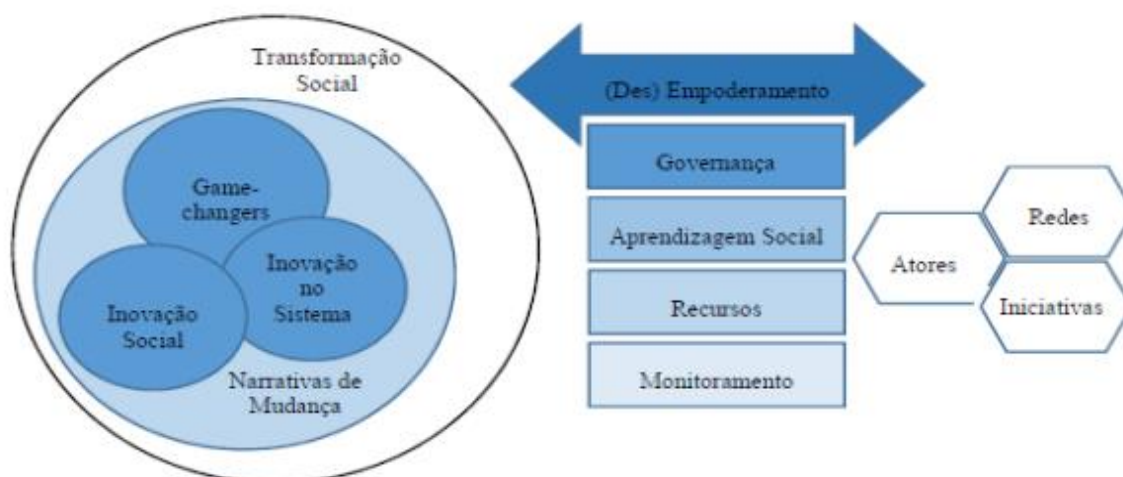 Transformação
Social
Game-
changers
Inovação
no
Sistema
Inovação
Social
Narrativas de
Mudança
(Des) Empoderamento
Governança
Aprendizagem Social
Recursos
Monitoramento
Atores
Redes
Iniciativas